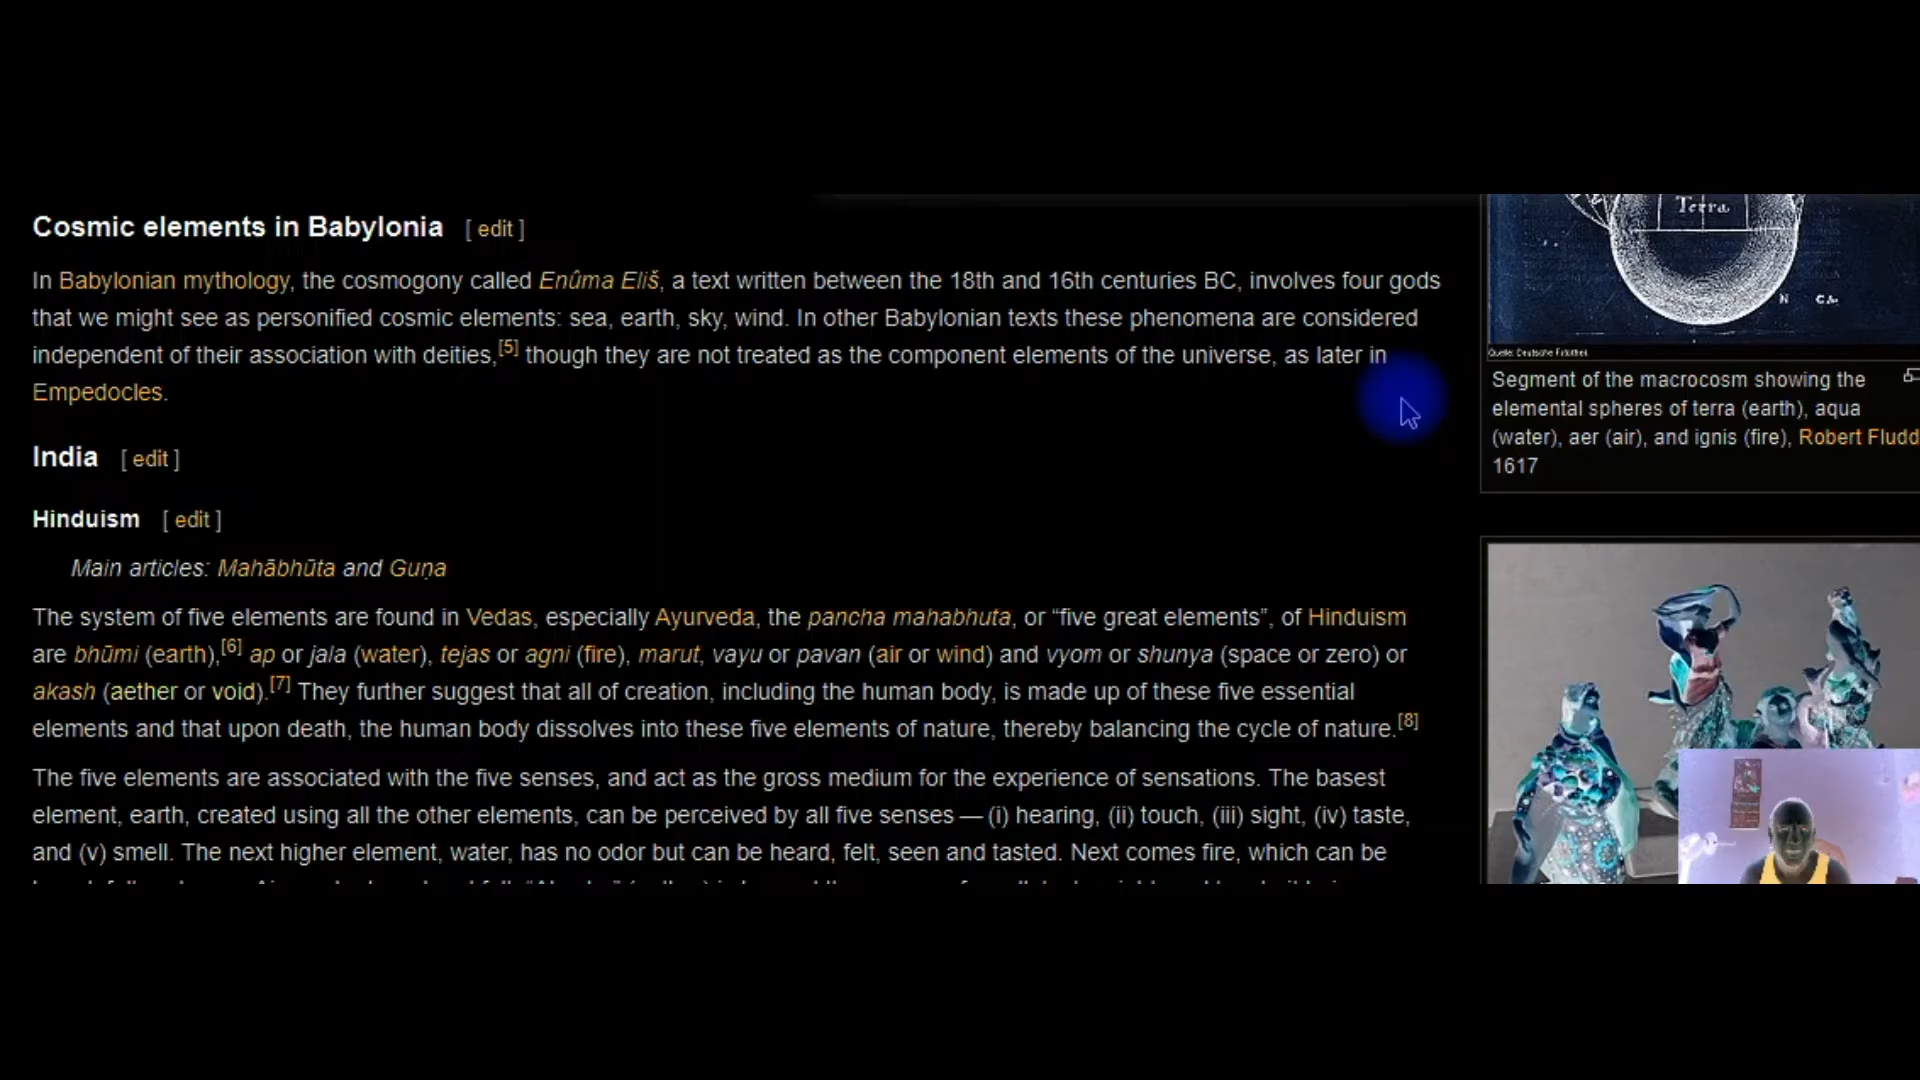 Cosmic elements in Babylonia [ edit ]
In Babylonian mythology, the cosmogony called Enûma Eliš, a text written between the 18th and 16th centuries BC, involves four gods
that we might see as personified cosmic elements: sea, earth, sky, wind. In other Babylonian texts these phenomena are considered
independent of their association with deities,[5] though they are not treated as the component elements of the universe, as later in
Empedocles.
India [ edit ]
Hinduism [ edit ]
Main articles: Mahābhūta and Guṇa
The system of five elements are found in Vedas, especially Ayurveda, the pancha mahabhuta, or “five great elements”, of Hinduism
are bhūmi (earth),[6] ap or jala (water), tejas or agni (fire), marut, vayu or pavan (air or wind) and vyom or shunya (space or zero) or
akash (aether or void).[7] They further suggest that all of creation, including the human body, is made up of these five essential
elements and that upon death, the human body dissolves into these five elements of nature, thereby balancing the cycle of nature.[8]
The five elements are associated with the five senses, and act as the gross medium for the experience of sensations. The basest
element, earth, created using all the other elements, can be perceived by all five senses — (i) hearing, (ii) touch, (iii) sight, (iv) taste,
and (v) smell. The next higher element, water, has no odor but can be heard, felt, seen and tasted. Next comes fire, which can be
Terra
Segment of the macrocosm showing the
elemental spheres of terra (earth), aqua
(water), aer (air), and ignis (fire), Robert Fludd
1617